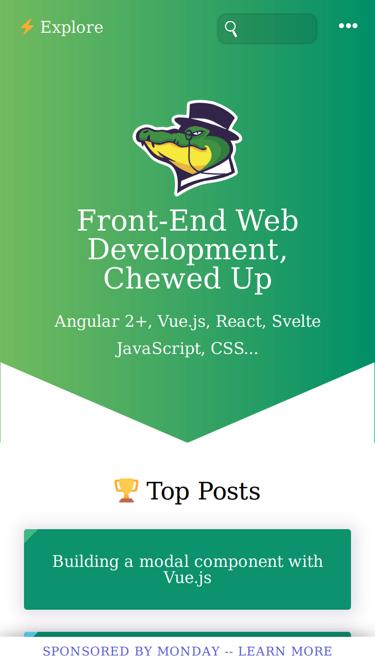 Explore
Front-End Web
Development,
Chewed Up
Angular 2+, Vue.js, React, Svelte
JavaScript, CSS...
Top Posts
Building a modal component with
Vue.js
SPONSORED BY MONDAY -- LEARN MORE